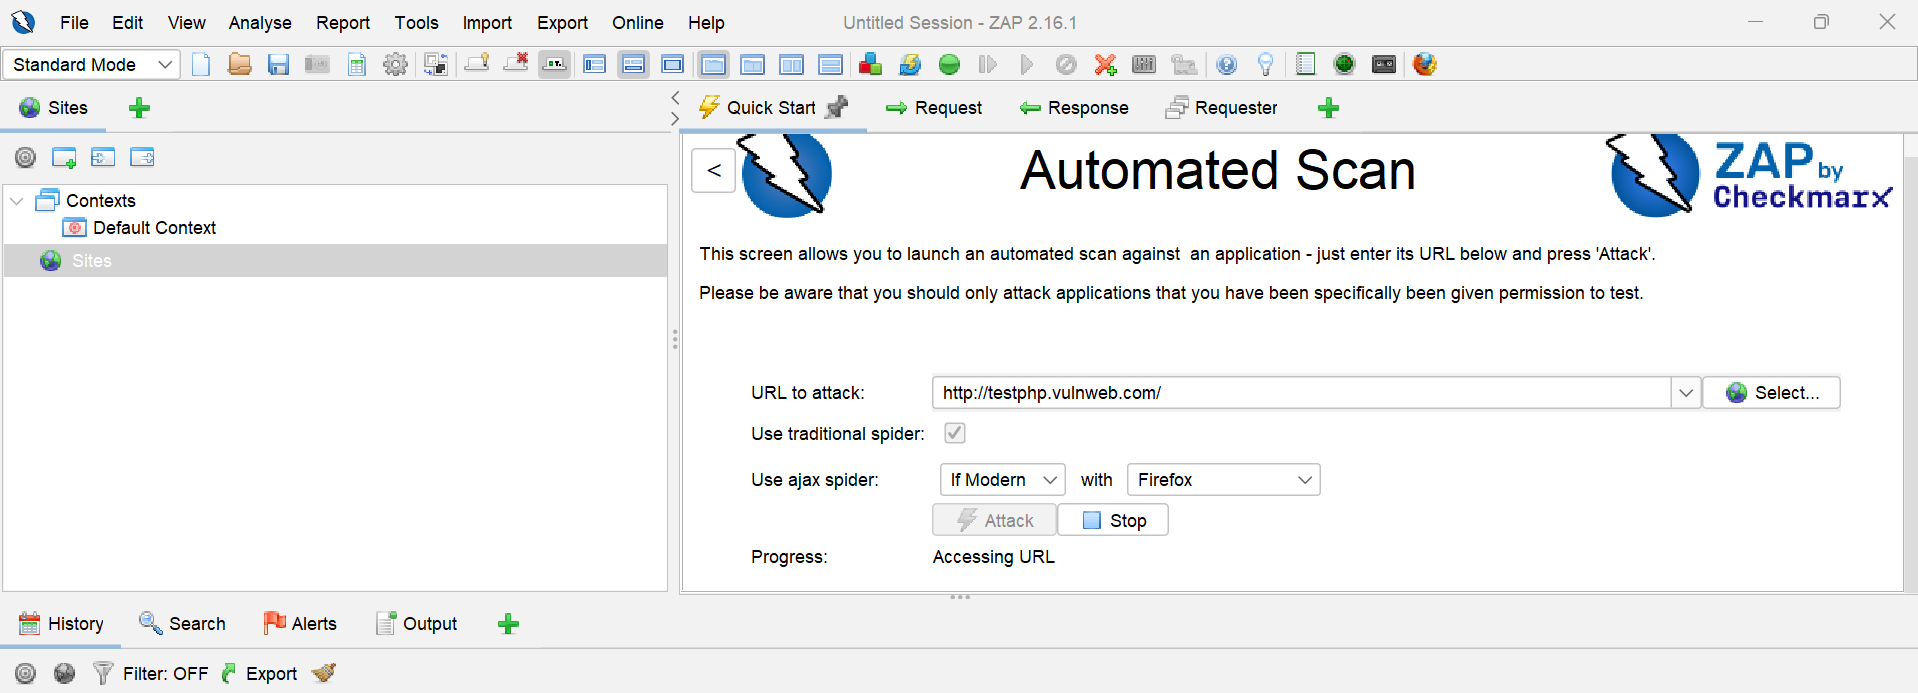 File Edit View Analyse Report Tools Import Export Online Help Untitled Session - ZAP 2.16.1
Standard Mode
Sites
Quick Start Request Response Requester
<
Automated Scan
ZAP by
Checkmarx
Contexts
Default Context
Sites
This screen allows you to launch an automated scan against an application - just enter its URL below and press 'Attack'.
Please be aware that you should only attack applications that you have been specifically been given permission to test.
URL to attack: http://testphp.vulnweb.com/ Select...
Use traditional spider:
Use ajax spider: If Modern with Firefox
Attack Stop
Progress: Accessing URL
History Search Alerts Output
Filter: OFF Export